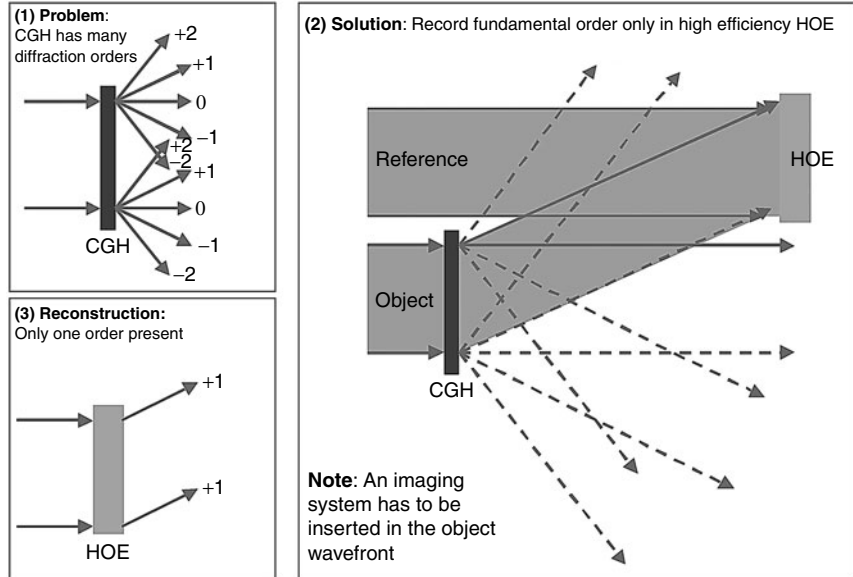 (1) Problem:
CGH has many
diffraction orders
+2
+1
0
−1
+2
−2
+1
0
−1
−2
CGH
(2) Solution: Record fundamental order only in high efficiency HOE
Reference
HOE
Object
CGH
Note: An imaging
system has to be
inserted in the object
wavefront
(3) Reconstruction:
Only one order present
+1
+1
HOE